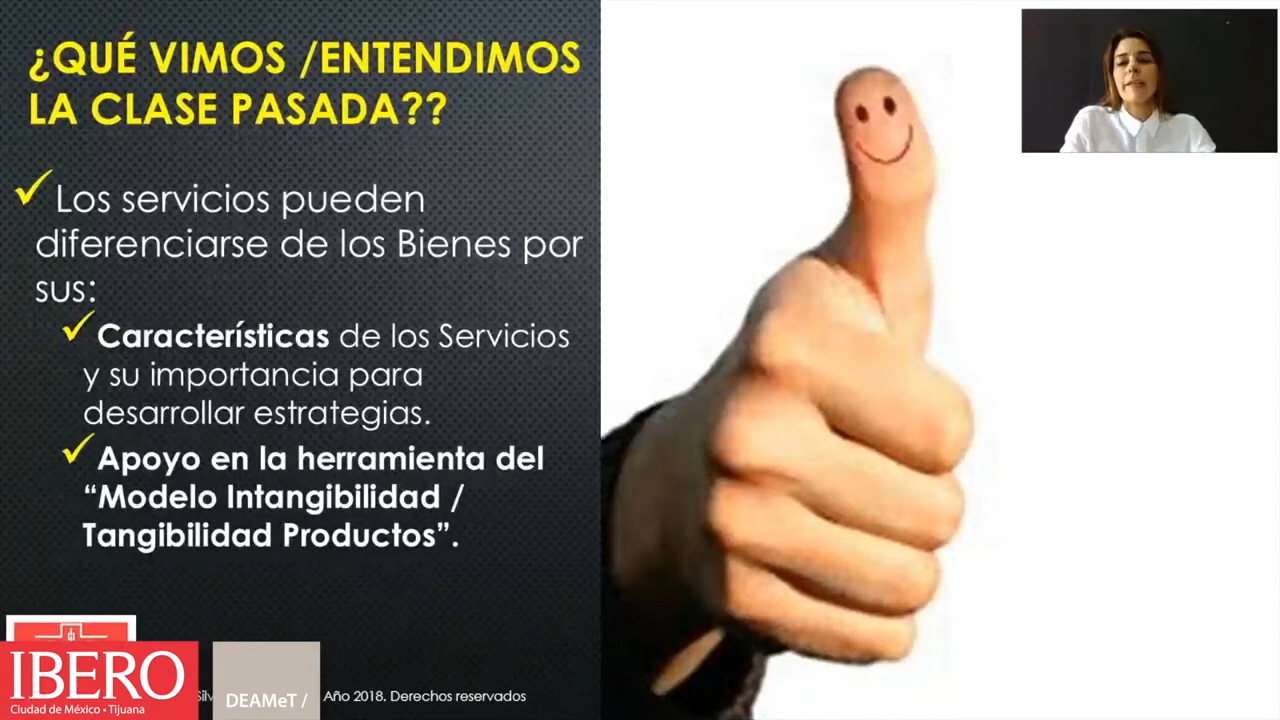 ¿QUÉ VIMOS /ENTENDIMOS
LA CLASE PASADA??
Los servicios pueden
diferenciarse de los Bienes por
sus:
Características de los Servicios
y su importancia para
desarrollar estrategias.
Apoyo en la herramienta del
“Modelo Intangibilidad /
Tangibilidad Productos”.
IBERO
Ciudad de México • Tijuana
DEAMeT /
Año 2018. Derechos reservados